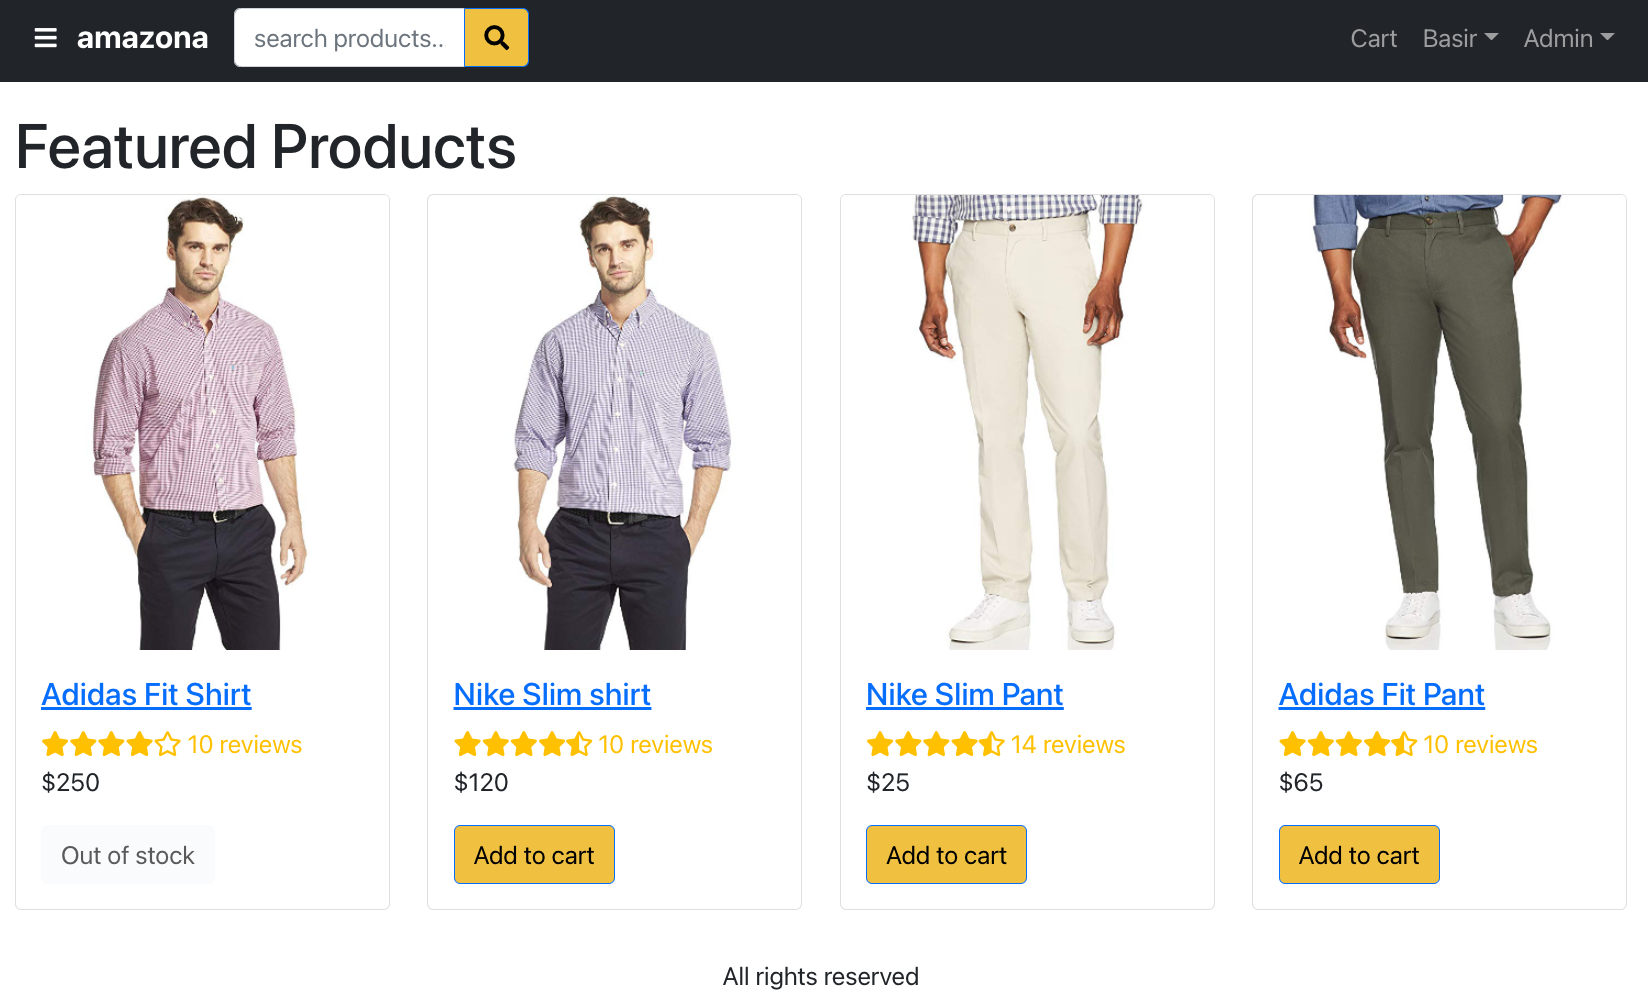 amazona
search products..
Cart
Basir
Admin
Featured Products
Adidas Fit Shirt
10 reviews
$250
Out of stock
Nike Slim shirt
10 reviews
$120
Add to cart
Nike Slim Pant
14 reviews
$25
Add to cart
Adidas Fit Pant
10 reviews
$65
Add to cart
All rights reserved